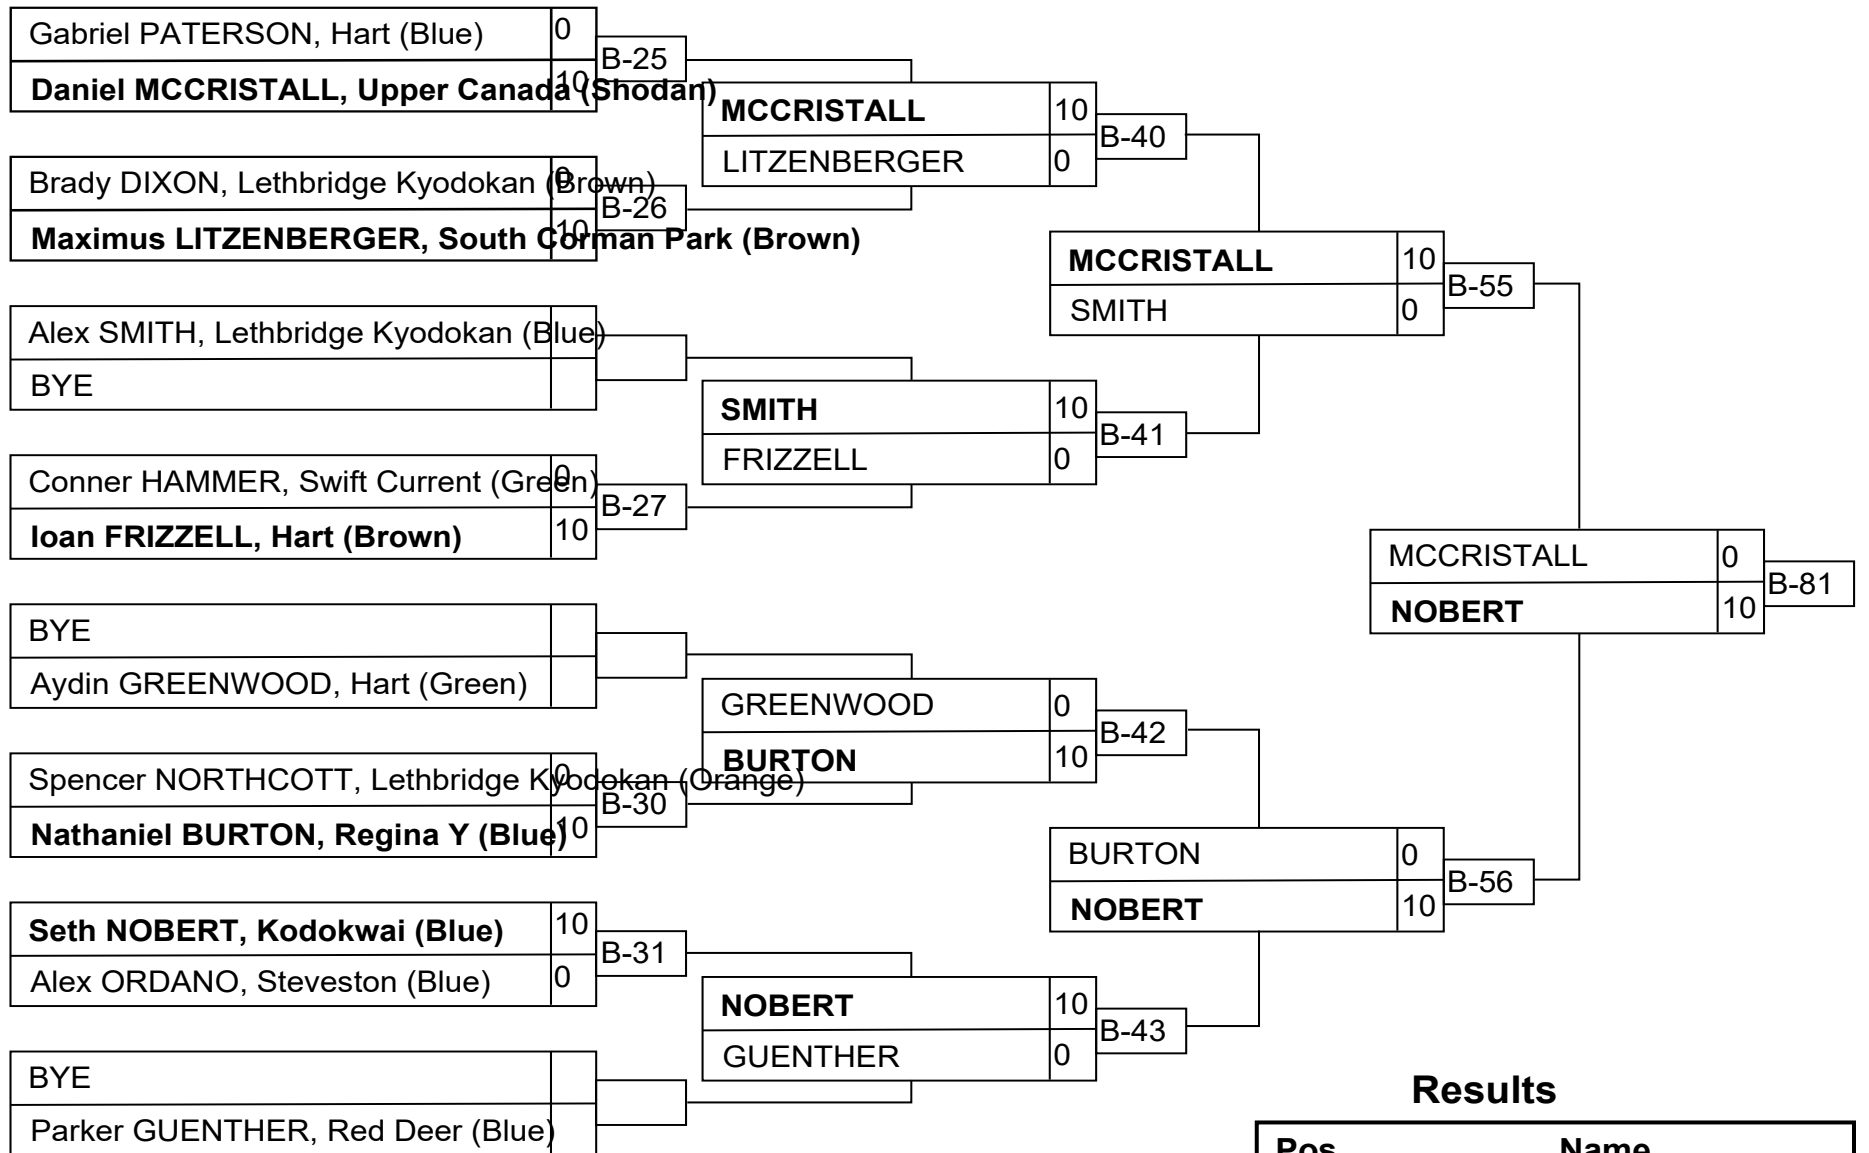 Gabriel PATERSON, Hart (Blue) 0
B-25
Daniel MCCRISTALL, Upper Canada (Shodan) 10
MCCRISTALL 10
B-40
LITZENBERGER 0
Brady DIXON, Lethbridge Kyodokan (Brown) 0
B-26
Maximus LITZENBERGER, South Corman Park (Brown) 10
MCCRISTALL 10
B-55
SMITH 0
Alex SMITH, Lethbridge Kyodokan (Blue)
BYE
SMITH 10
B-41
FRIZZELL 0
Conner HAMMER, Swift Current (Green) 0
B-27
Ioan FRIZZELL, Hart (Brown) 10
MCCRISTALL 0
B-81
NOBERT 10
BYE
Aydin GREENWOOD, Hart (Green)
GREENWOOD 0
B-42
BURTON 10
Spencer NORTHCOTT, Lethbridge Kyodokan (Orange) 0
B-30
Nathaniel BURTON, Regina Y (Blue) 10
BURTON 0
B-56
NOBERT 10
Seth NOBERT, Kodokwai (Blue) 10
B-31
Alex ORDANO, Steveston (Blue) 0
NOBERT 10
B-43
GUENTHER 0
BYE
Parker GUENTHER, Red Deer (Blue)
Results
Pos Name